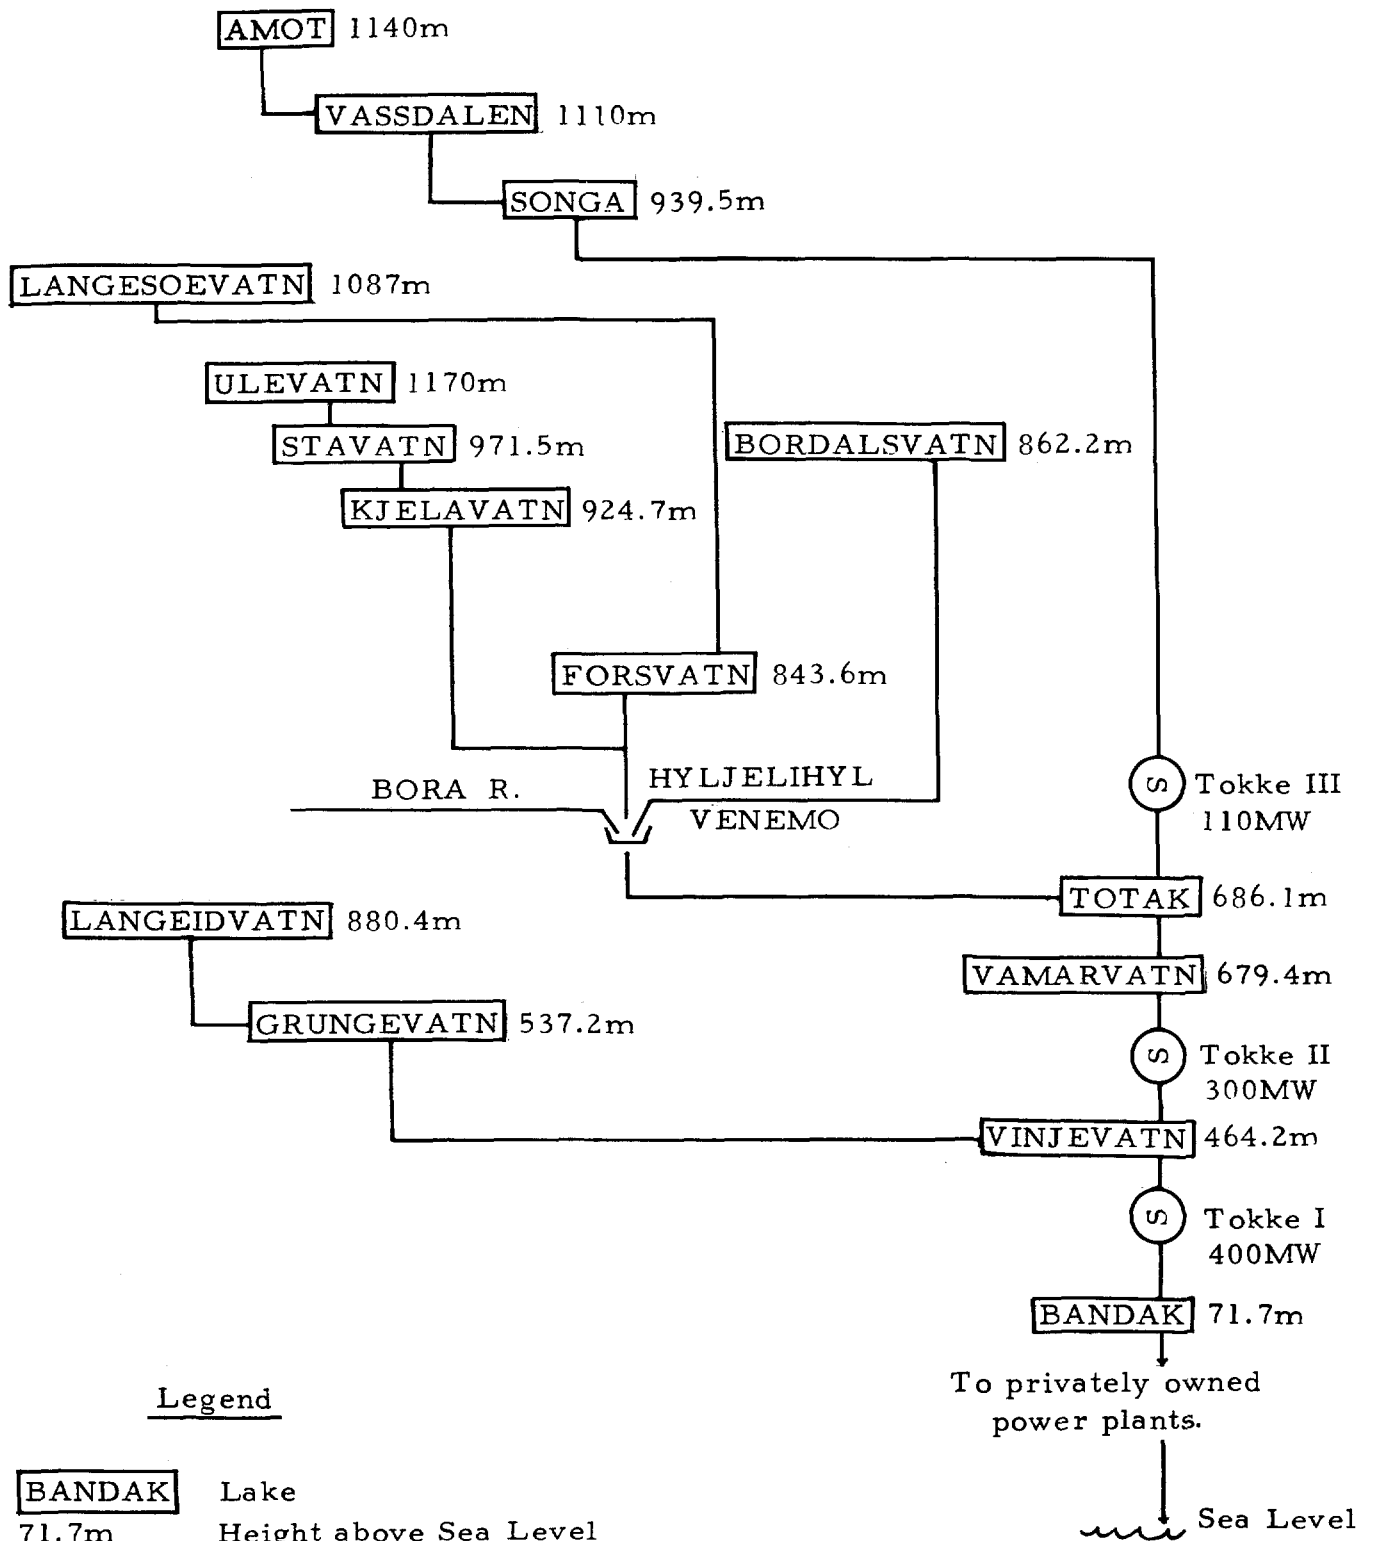 AMOT 1140m
VASSDALEN 1110m
SONGA 939.5m
LANGESOEVATN 1087m
ULEVATN 1170m
STAVATN 971.5m
BORDALSVATN 862.2m
KJELAVATN 924.7m
FORSVATN 843.6m
BORA R.
HYLJELIHYL
VENEMO
S Tokke III
110MW
TOTAK 686.1m
LANGEIDVATN 880.4m
VAMARVATN 679.4m
GRUNGEVATN 537.2m
S Tokke II
300MW
VINJEVATN 464.2m
S Tokke I
400MW
BANDAK 71.7m
To privately owned
power plants.
Legend
BANDAK Lake
71.7m Height above Sea Level
Sea Level